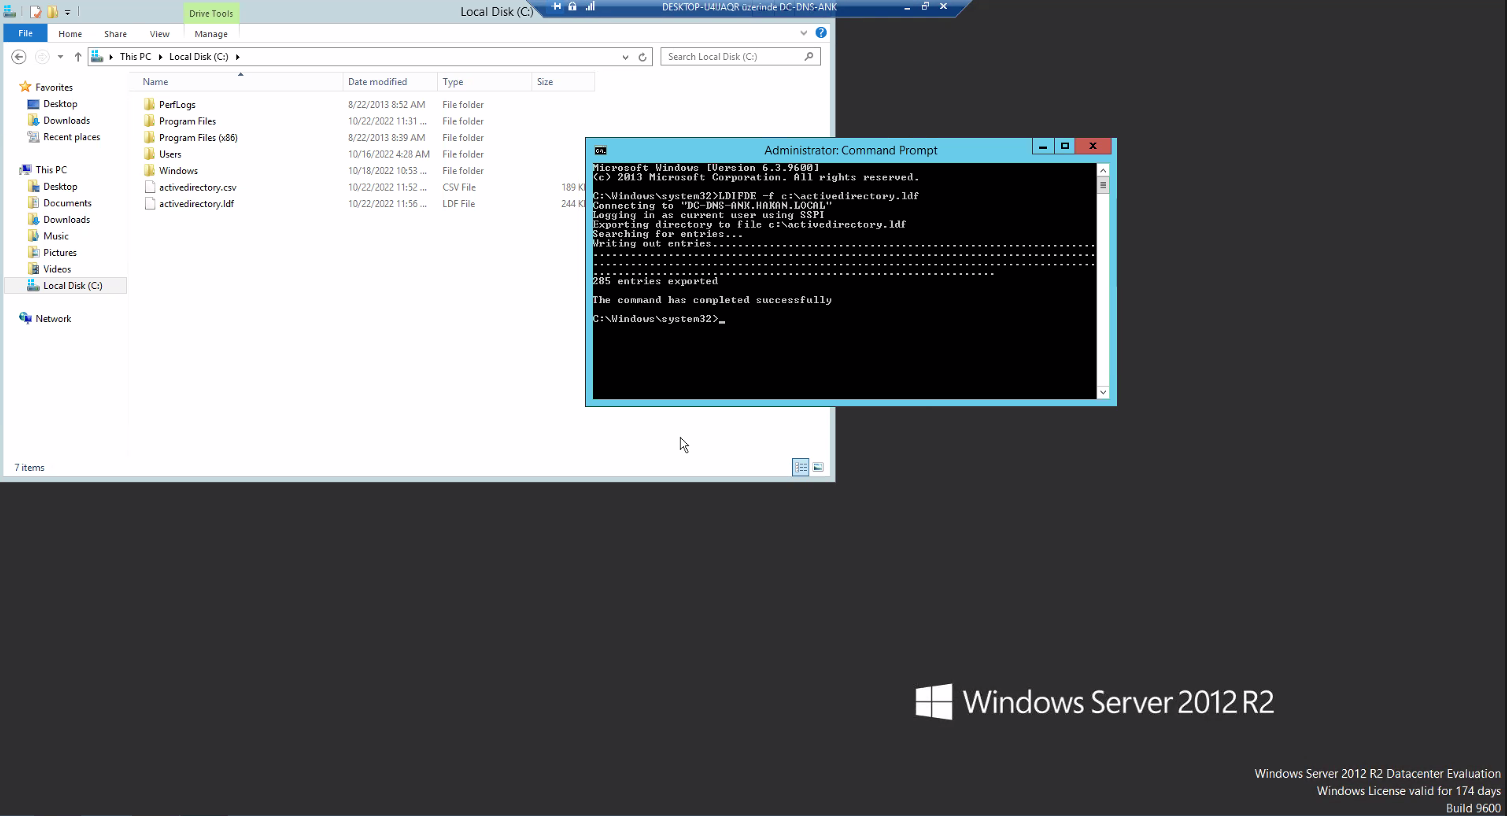 Drive Tools
Local Disk (C:)
DESKTOP-U4UAQR üzerinde DC-DNS-ANK
File Home Share View Manage
This PC Local Disk (C:)
Search Local Disk (C:)
Name Date modified Type Size
Favorites
Desktop
Downloads
Recent places
This PC
Desktop
Documents
Downloads
Music
Pictures
Videos
Local Disk (C:)
Network
PerfLogs 8/22/2013 8:52 AM File folder
Program Files 10/22/2022 11:31 ... File folder
Program Files (x86) 8/22/2013 8:39 AM File folder
Users 10/16/2022 4:28 AM File folder
Windows 10/18/2022 10:53 ... File folder
activedirectory.csv 10/22/2022 11:52 ... CSV File 189
activedirectory.ldf 10/22/2022 11:56 ... LDF File 244
7 items
Administrator: Command Prompt
Microsoft Windows [Version 6.3.9600]
(c) 2013 Microsoft Corporation. All rights reserved.
C:\Windows\system32>LDIFDE -f c:\activedirectory.ldf
Connecting to "DC-DNS-ANK.HAKAN.LOCAL"
Logging in as current user using SSPI
Exporting directory to file c:\activedirectory.ldf
Searching for entries...
Writing out entries...............................................................
................................................................................
................................................................................
................................................................
285 entries exported
The command has completed successfully
C:\Windows\system32>_
Windows Server 2012 R2
Windows Server 2012 R2 Datacenter Evaluation
Windows License valid for 174 days
Build 9600